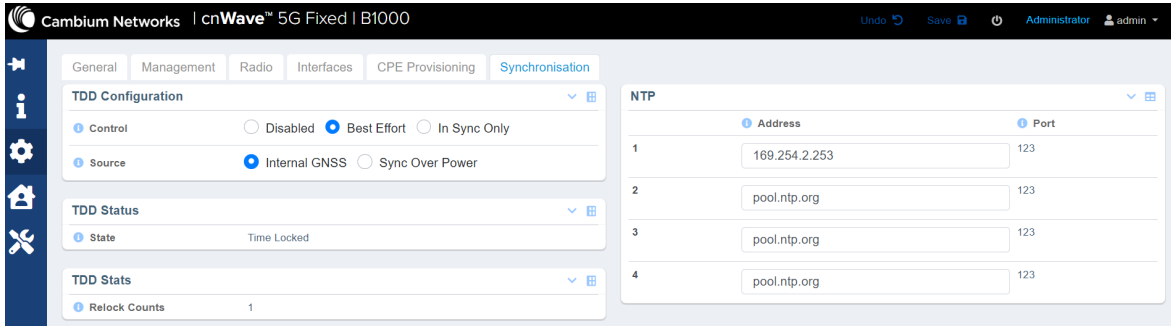 Cambium Networks | cnWave™ 5G Fixed | B1000
Undo Save Administrator admin
General Management Radio Interfaces CPE Provisioning Synchronisation
TDD Configuration
Control Disabled Best Effort In Sync Only
Source Internal GNSS Sync Over Power
TDD Status
State Time Locked
TDD Stats
Relock Counts 1
NTP
Address Port
1 169.254.2.253 123
2 pool.ntp.org 123
3 pool.ntp.org 123
4 pool.ntp.org 123